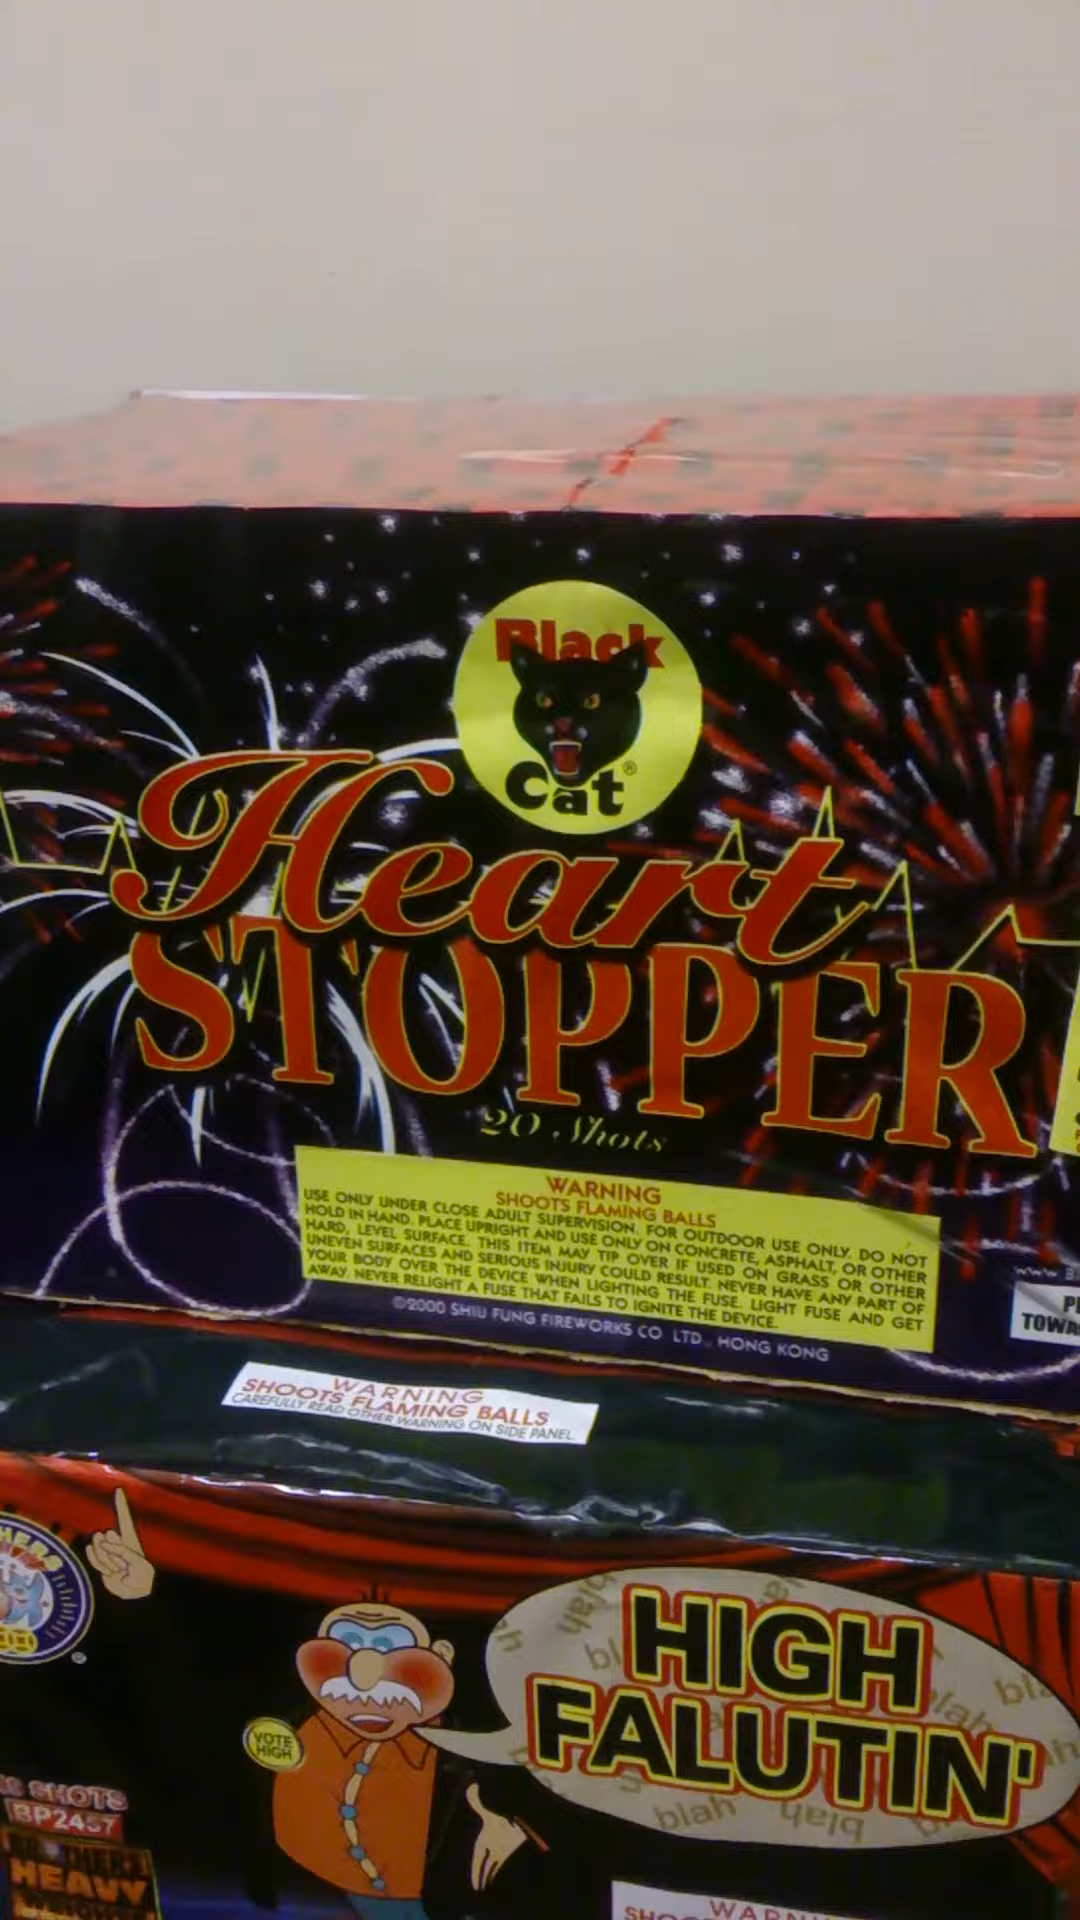 Black
Cat®
Heart
STOPPER
20 Shots
WARNING
SHOOTS FLAMING BALLS
USE ONLY UNDER CLOSE ADULT SUPERVISION. FOR OUTDOOR USE ONLY. DO NOT
HOLD IN HAND. PLACE UPRIGHT AND USE ONLY ON CONCRETE, ASPHALT, OR OTHER
HARD, LEVEL SURFACE. THIS ITEM MAY TIP OVER IF USED ON GRASS OR OTHER
UNEVEN SURFACES AND SERIOUS INJURY COULD RESULT. NEVER HAVE ANY PART OF
YOUR BODY OVER THE DEVICE WHEN LIGHTING THE FUSE. LIGHT FUSE AND GET
AWAY. NEVER RELIGHT A FUSE THAT FAILS TO IGNITE THE DEVICE.
©2000 SHIU FUNG FIREWORKS CO. LTD., HONG KONG
WARNING
SHOOTS FLAMING BALLS
CAREFULLY READ OTHER WARNING ON SIDE PANEL.
HIGH
FALUTIN'
VOTE
HIGH
blah blah
SHOTS
BP2457
BROTHERS
HEAVY